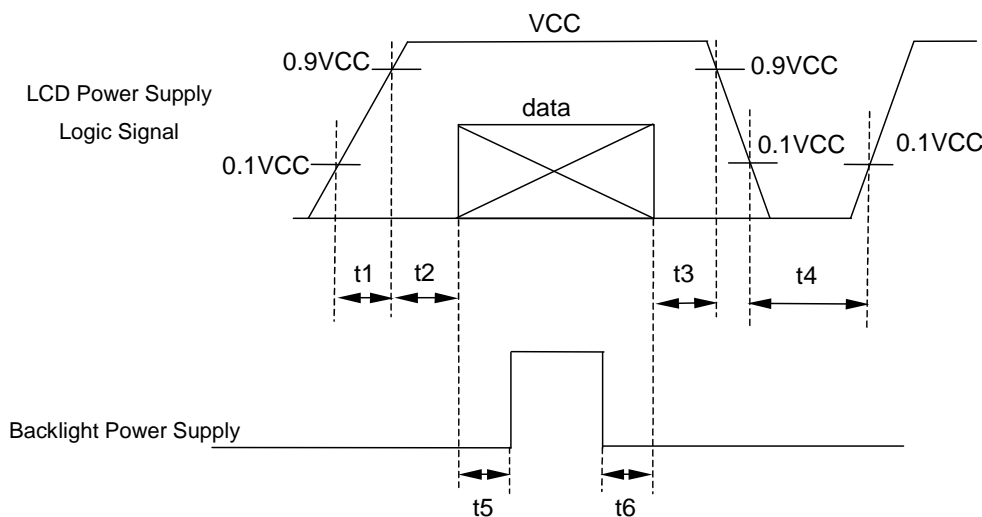 VCC
0.9VCC
0.9VCC
LCD Power Supply
Logic Signal
data
0.1VCC
0.1VCC
0.1VCC
t1
t2
t3
t4
Backlight Power Supply
t5
t6